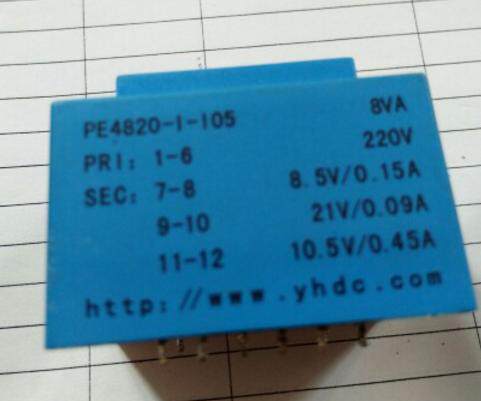 PE4820-I-I05 8VA
PRI: 1-6 220V
SEC: 7-8 8.5V/0.15A
9-10 21V/0.09A
11-12 10.5V/0.45A
http://www.yhdc.com